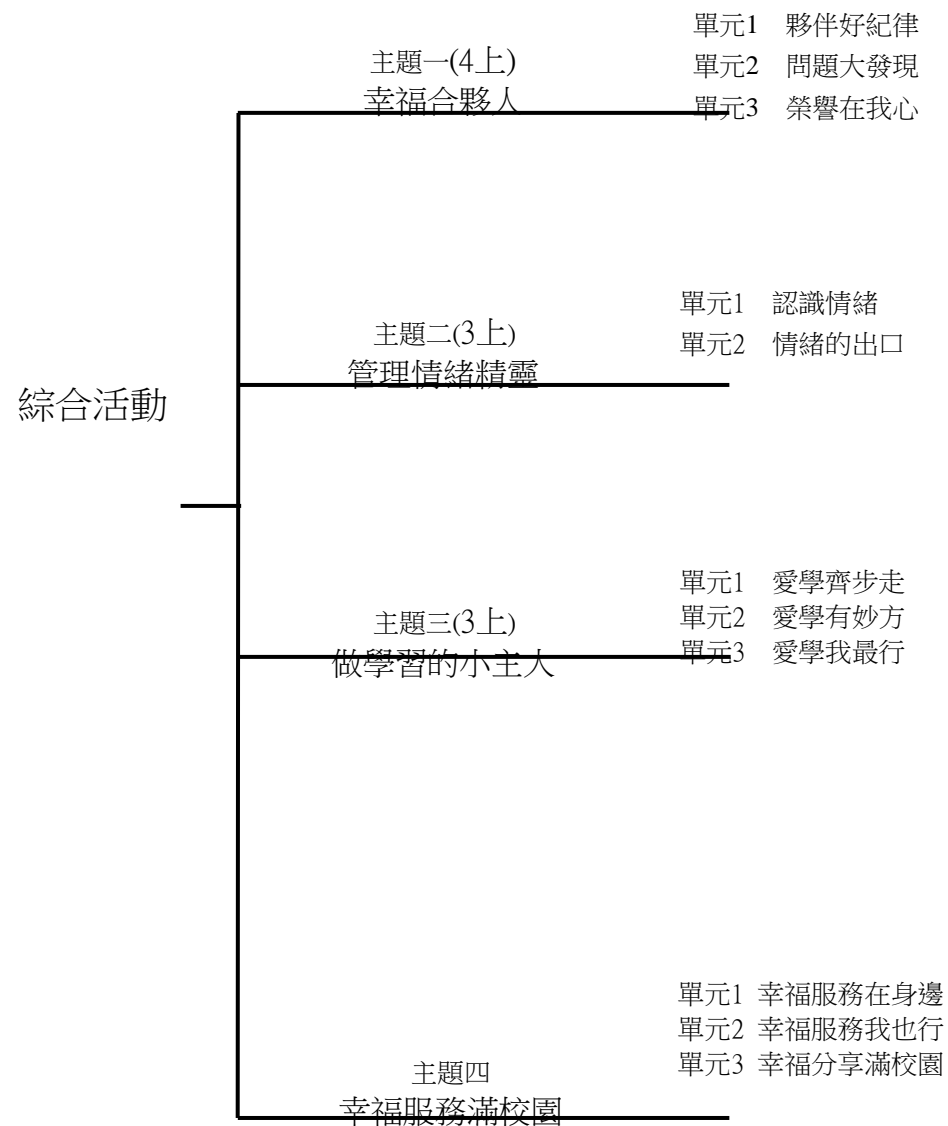 綜合活動
主題一(4上)
幸福合夥人
單元1 夥伴好紀律
單元2 問題大發現
單元3 榮譽在我心
主題二(3上)
管理情緒精靈
單元1 認識情緒
單元2 情緒的出口
主題三(3上)
做學習的小主人
單元1 愛學齊步走
單元2 愛學有妙方
單元3 愛學我最行
主題四
幸福服務滿校園
單元1 幸福服務在身邊
單元2 幸福服務我也行
單元3 幸福分享滿校園